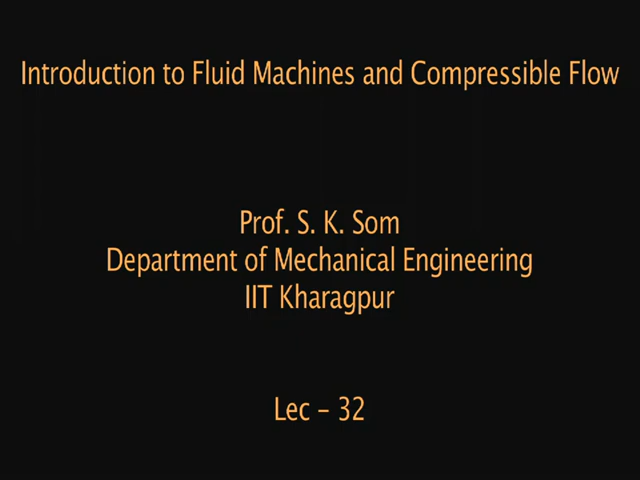 Introduction to Fluid Machines and Compressible Flow
Prof. S. K. Som
Department of Mechanical Engineering
IIT Kharagpur
Lec – 32